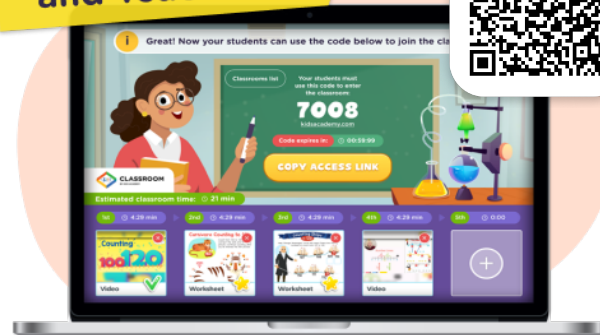 and
Great! Now your students can use the code below to join the
Classrooms list
Your students must
use this code to enter
the classroom:
7008
kidsacademy.com
Code expires in: 00:59:99
COPY ACCESS LINK
CLASSROOM
Estimated classroom time: 21 min
1st 4:29 min 2nd 4:29 min 3rd 4:29 min 4th 4:29 min 5th 0:00
Counting
100 120
Video
Worksheet
Worksheet
Video